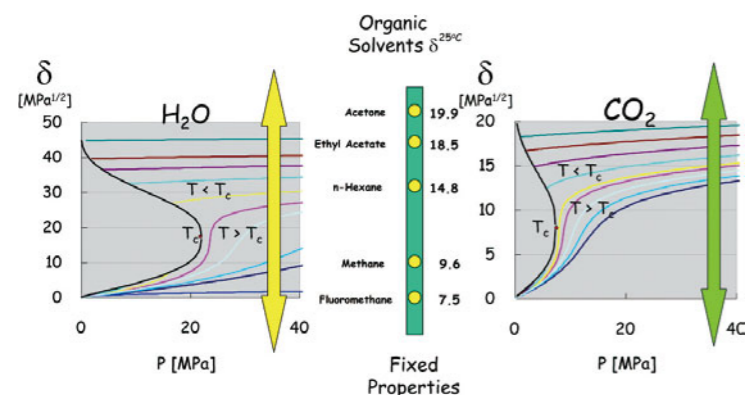 Organic
Solvents δ²⁵°ᶜ
δ
[MPa¹/²]
H₂O
50
40
30
20
10
0
T < Tc
Tc
T > Tc
0
20
40
P [MPa]
Acetone 19.9
Ethyl Acetate 18.5
n-Hexane 14.8
Methane 9.6
Fluoromethane 7.5
Fixed
Properties
δ
[MPa¹/²]
CO₂
20
15
10
5
0
T < Tc
Tc
T > Tc
0
20
40
P [MPa]